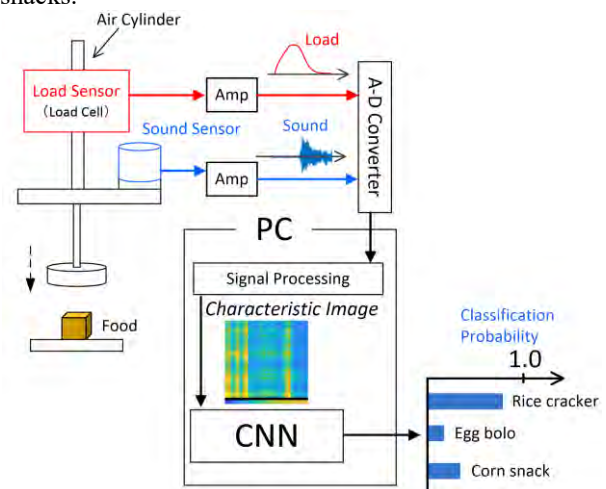 snacks.
Air Cylinder
Load Sensor
(Load Cell)
Amp
Load
A-D Converter
Sound Sensor
Sound
Amp
PC
Signal Processing
Characteristic Image
Food
CNN
Classification
Probability
1.0
Rice cracker
Egg bolo
Corn snack